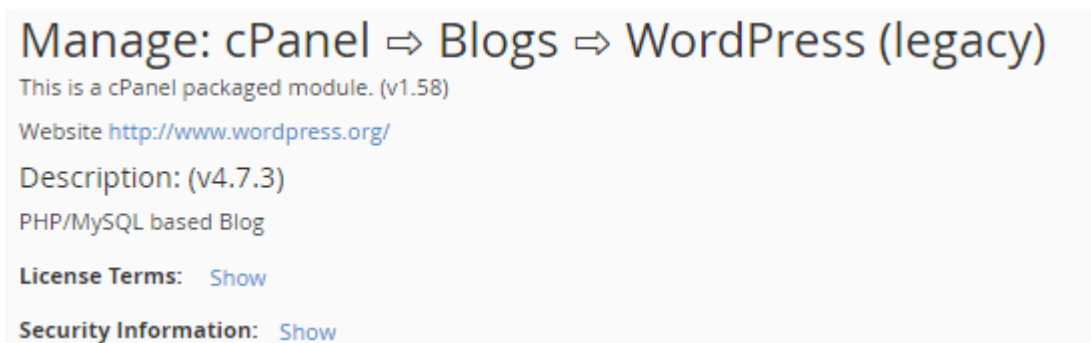 Manage: cPanel ⇨ Blogs ⇨ WordPress (legacy)
This is a cPanel packaged module. (v1.58)
Website http://www.wordpress.org/
Description: (v4.7.3)
PHP/MySQL based Blog
License Terms: Show
Security Information: Show